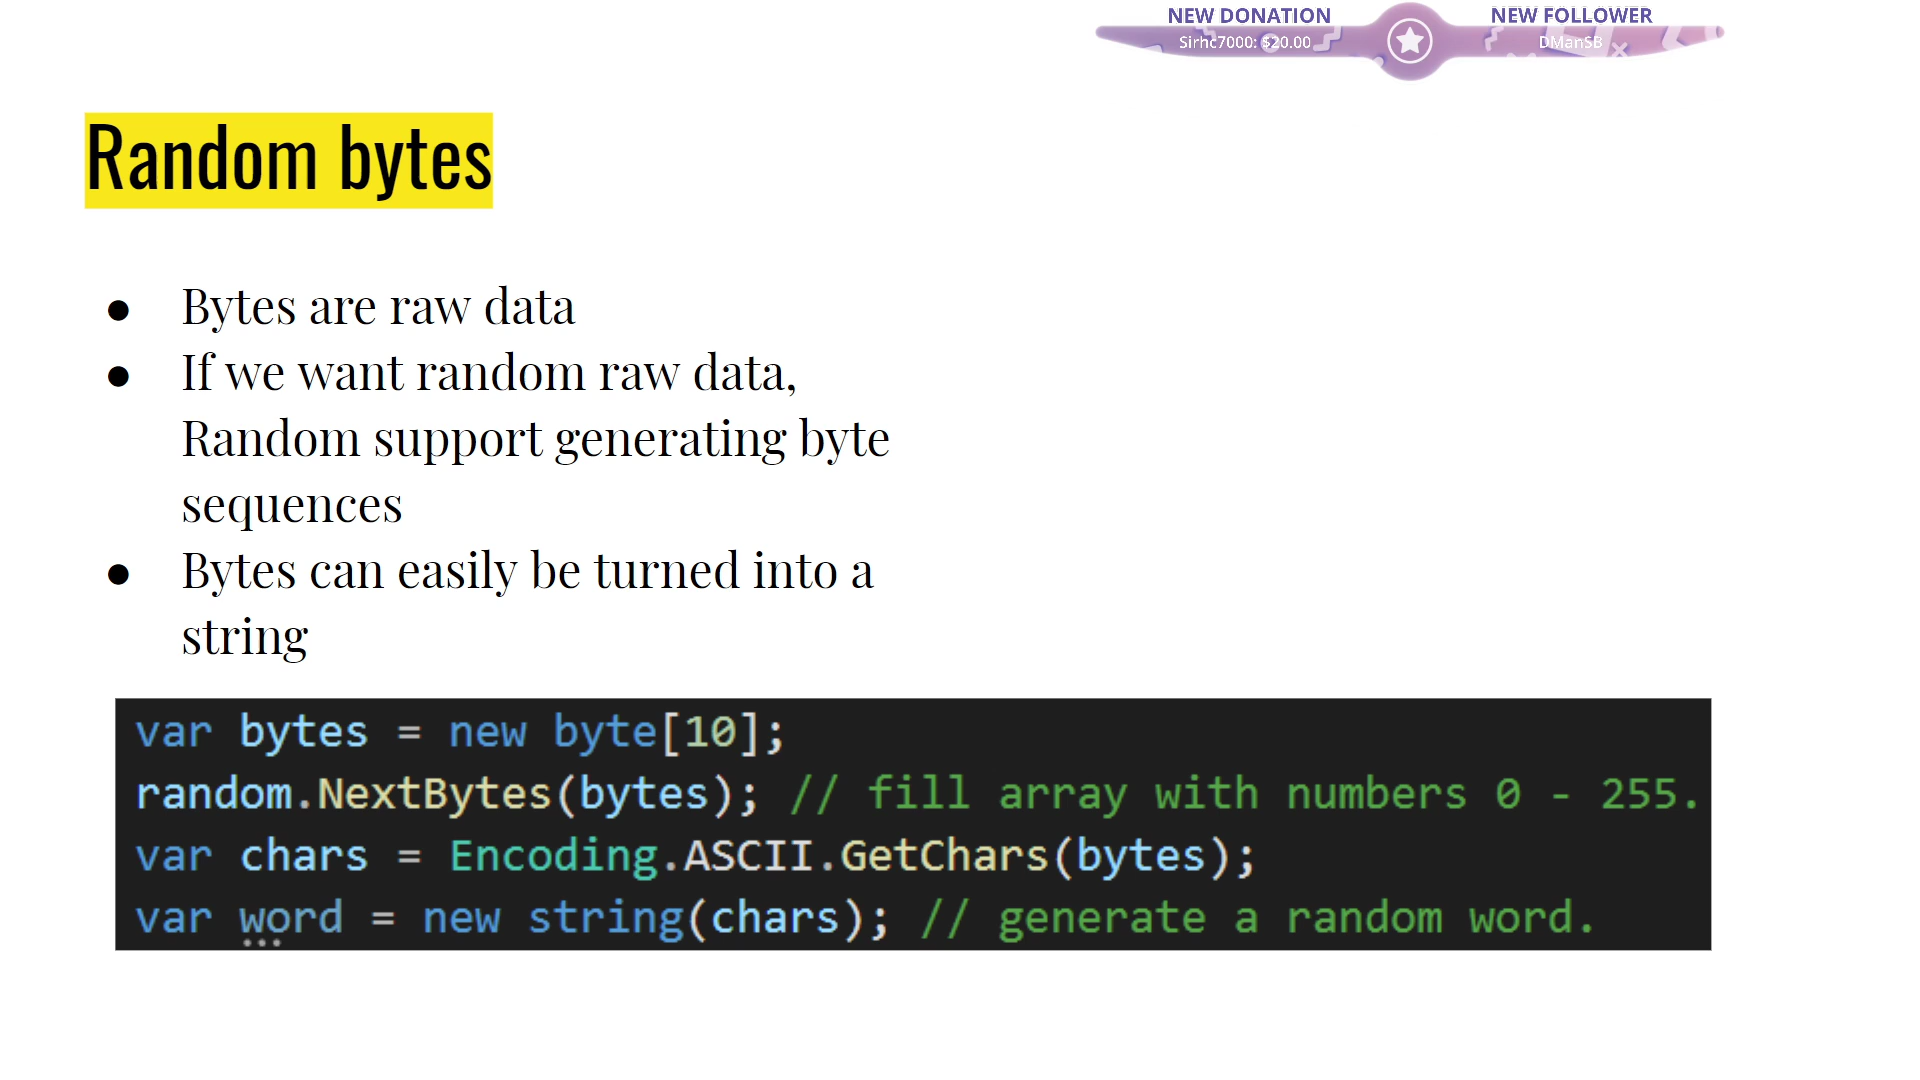 NEW DONATION
Sirhc7000: $20.00
NEW FOLLOWER
DManSB
Random bytes
● Bytes are raw data
● If we want random raw data,
Random support generating byte
sequences
● Bytes can easily be turned into a
string
var bytes = new byte[10];
random.NextBytes(bytes); // fill array with numbers 0 - 255.
var chars = Encoding.ASCII.GetChars(bytes);
var word = new string(chars); // generate a random word.